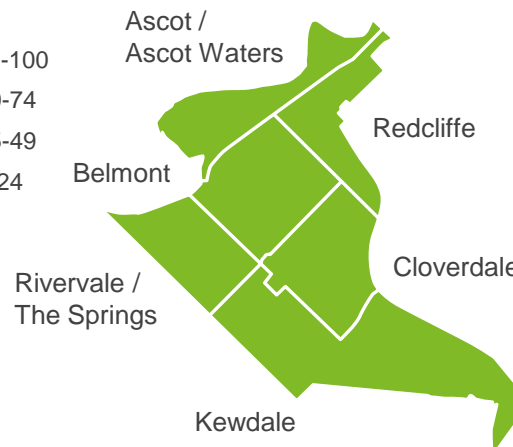 Ascot /
Ascot Waters
-100
-74
-49
24
Redcliffe
Belmont
Cloverdale
Rivervale /
The Springs
Kewdale